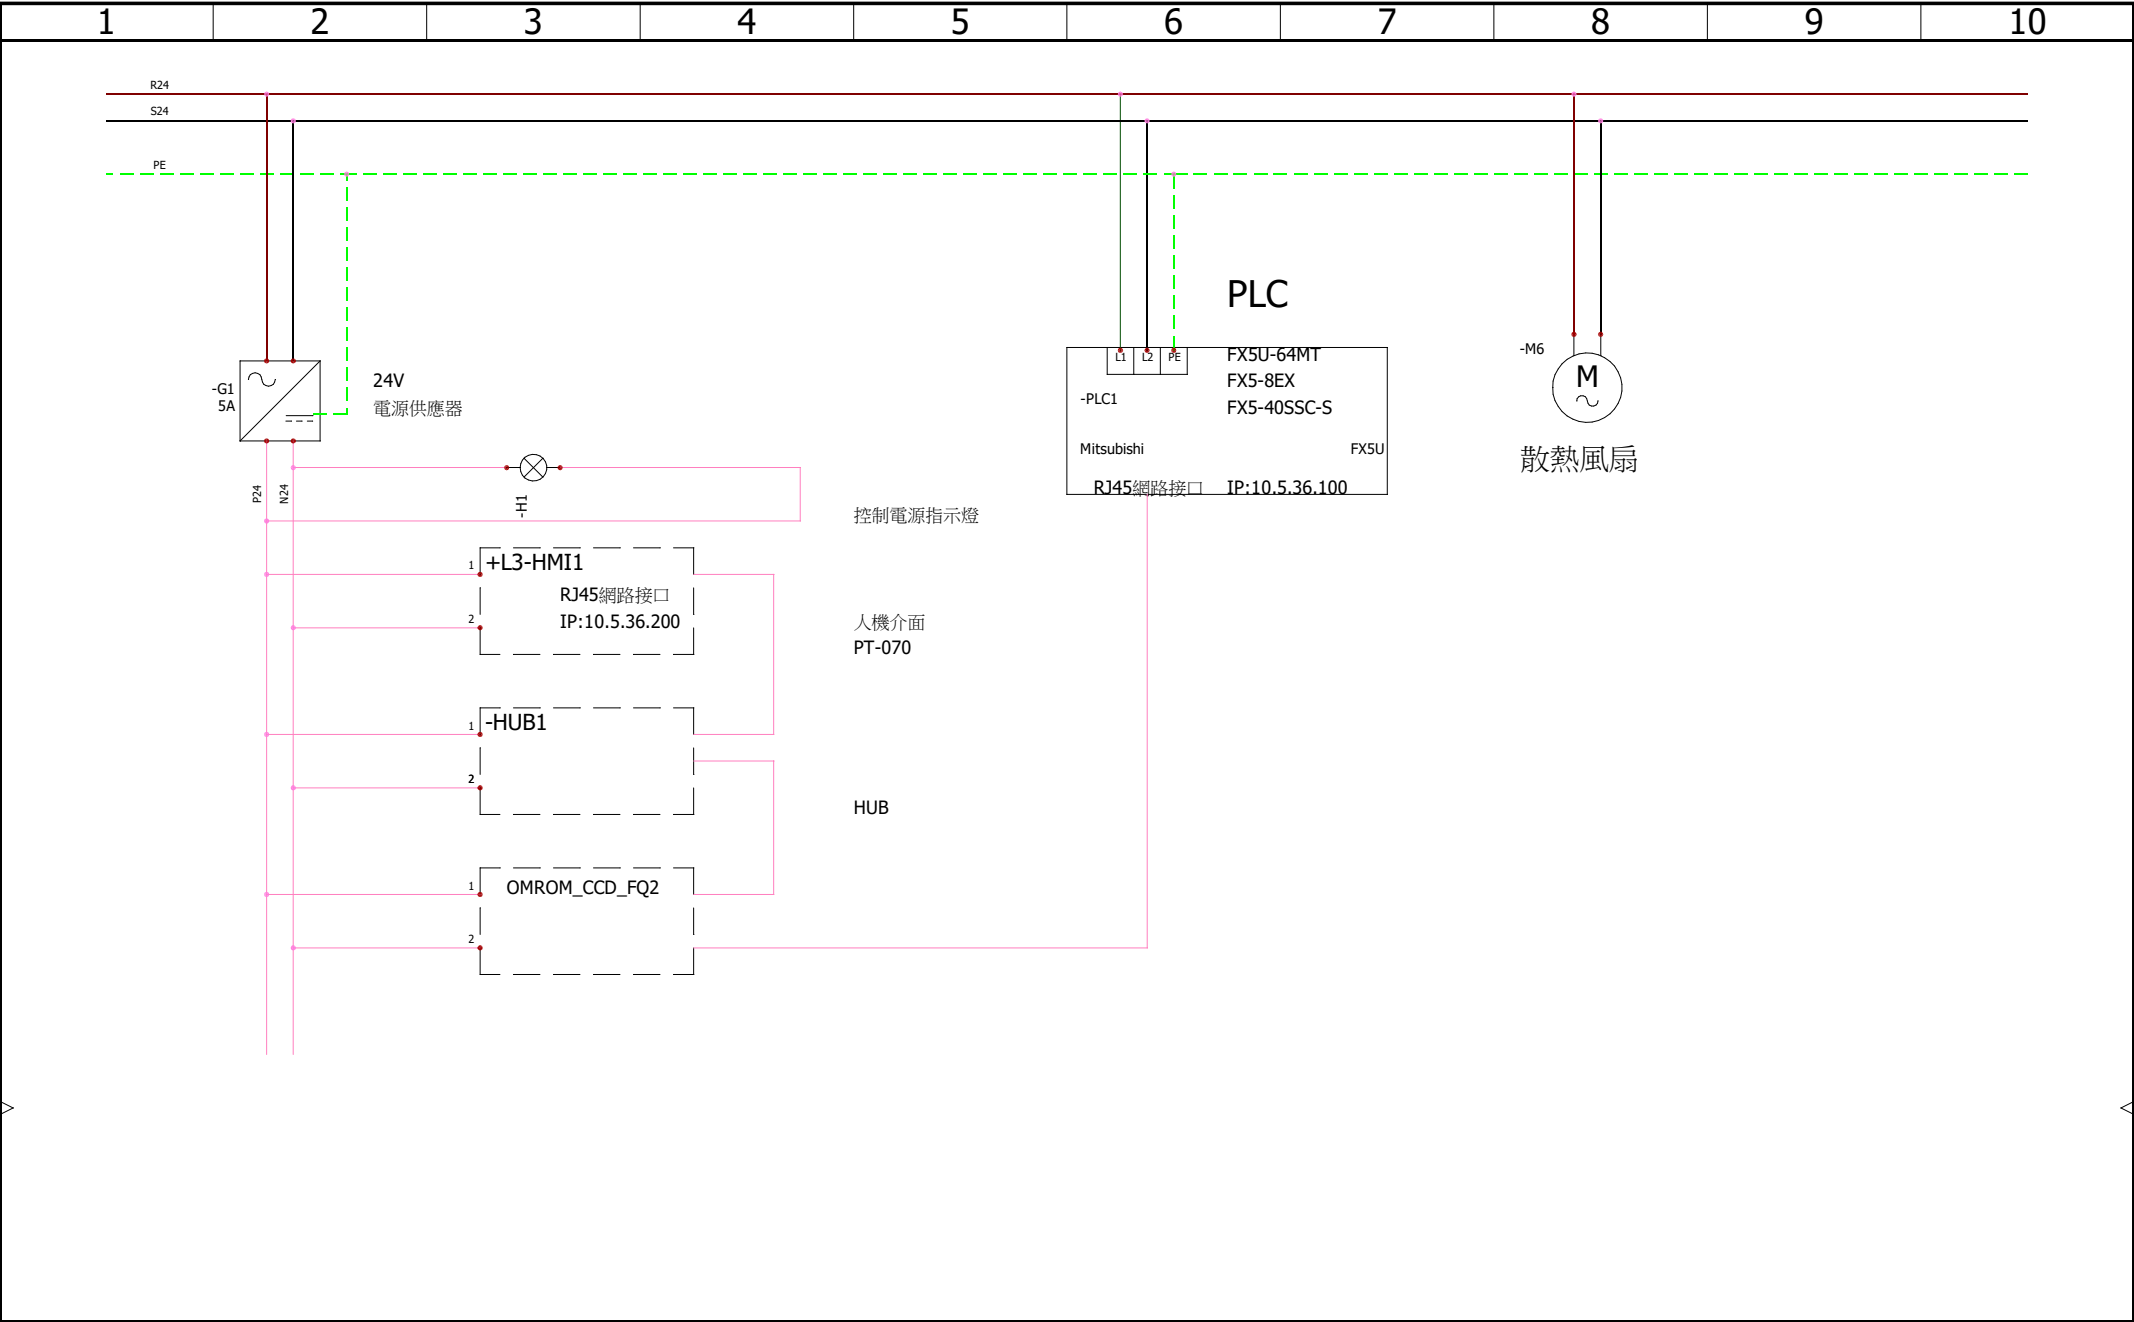 1 2 3 4 5 6 7 8 9 10
R24
S24
PE
PLC
L1 L2 PE
FX5U-64MT
FX5-8EX
FX5-40SSC-S
-PLC1
Mitsubishi
FX5U
RJ45網路接口 IP:10.5.36.100
-M6
M
散熱風扇
-G1
5A
24V
電源供應器
P24
N24
-H1
控制電源指示燈
1
+L3-HMI1
RJ45網路接口
2
IP:10.5.36.200
人機介面
PT-070
1
-HUB1
2
HUB
1
OMROM_CCD_FQ2
2